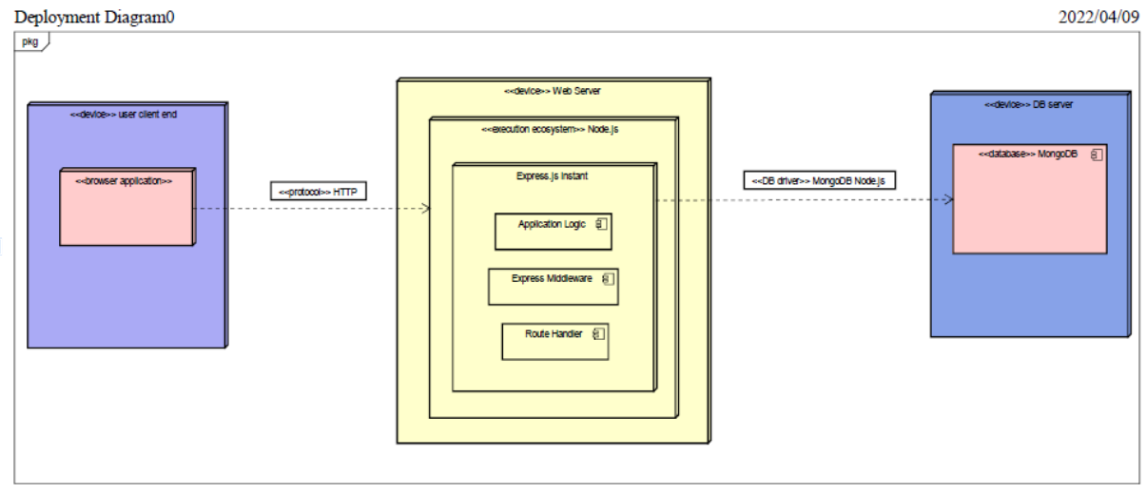 Deployment Diagram0
2022/04/09
pkg
<<device>> user client end
<<browser application>>
<<protocol>> HTTP
<<device>> Web Server
<<execution ecosystem>> Node.js
Express.js Instant
Application Logic
Express Middleware
Route Handler
<<DB driver>> MongoDB Node.js
<<device>> DB server
<<database>> MongoDB